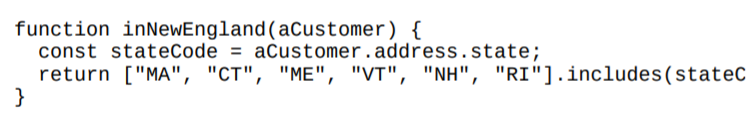 function inNewEngland(aCustomer) {
  const stateCode = aCustomer.address.state;
  return ["MA", "CT", "ME", "VT", "NH", "RI"].includes(stateC
}